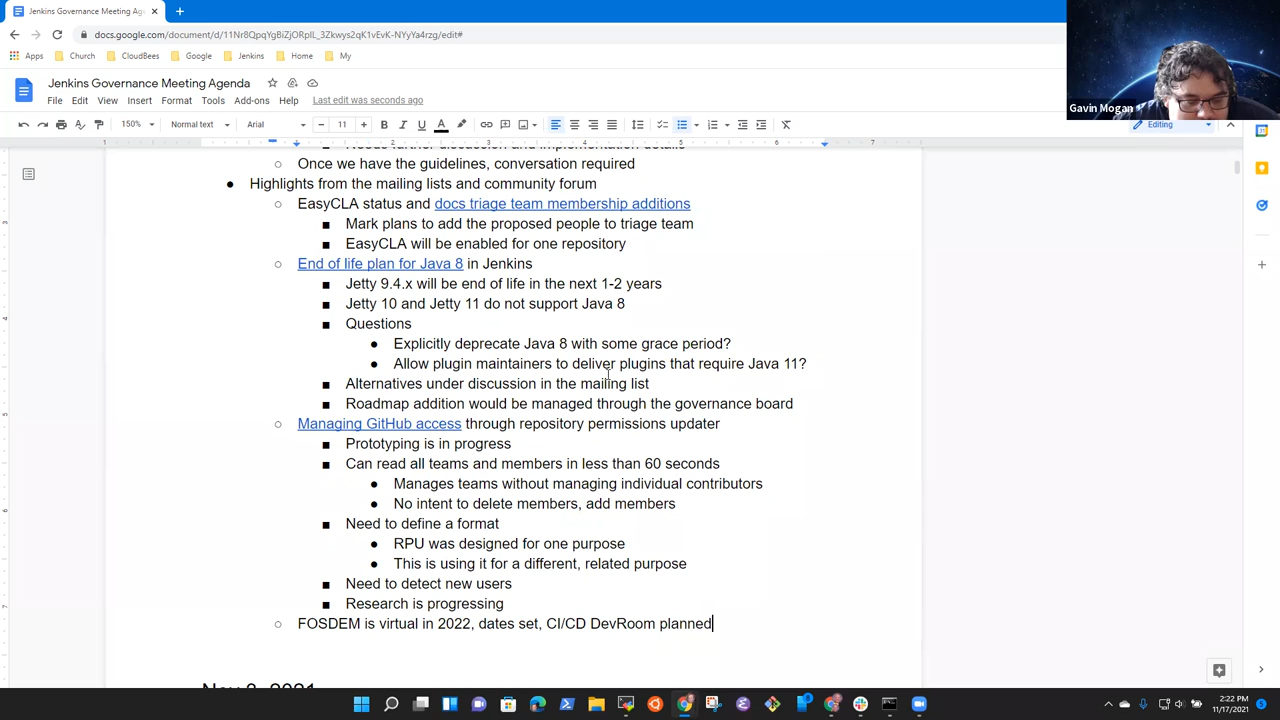 Jenkins Governance Meeting Age
docs.google.com/document/d/11Nr8QpqYgBiZjORpIL_3Zkwys2qK1vEvK-NYyYa4rzg/edit#
Apps
Church
CloudBees
Google
Jenkins
Home
My
Jenkins Governance Meeting Agenda
File Edit View Insert Format Tools Add-ons Help Last edit was seconds ago
Gavin Mogan
150% Normal text Arial 11 Editing
1 1 2 3 4 5 6 7
Once we have the guidelines, conversation required
Highlights from the mailing lists and community forum
EasyCLA status and docs triage team membership additions
Mark plans to add the proposed people to triage team
EasyCLA will be enabled for one repository
End of life plan for Java 8 in Jenkins
Jetty 9.4.x will be end of life in the next 1-2 years
Jetty 10 and Jetty 11 do not support Java 8
Questions
Explicitly deprecate Java 8 with some grace period?
Allow plugin maintainers to deliver plugins that require Java 11?
Alternatives under discussion in the mailing list
Roadmap addition would be managed through the governance board
Managing GitHub access through repository permissions updater
Prototyping is in progress
Can read all teams and members in less than 60 seconds
Manages teams without managing individual contributors
No intent to delete members, add members
Need to define a format
RPU was designed for one purpose
This is using it for a different, related purpose
Need to detect new users
Research is progressing
FOSDEM is virtual in 2022, dates set, CI/CD DevRoom planned
2:22 PM
11/17/2021